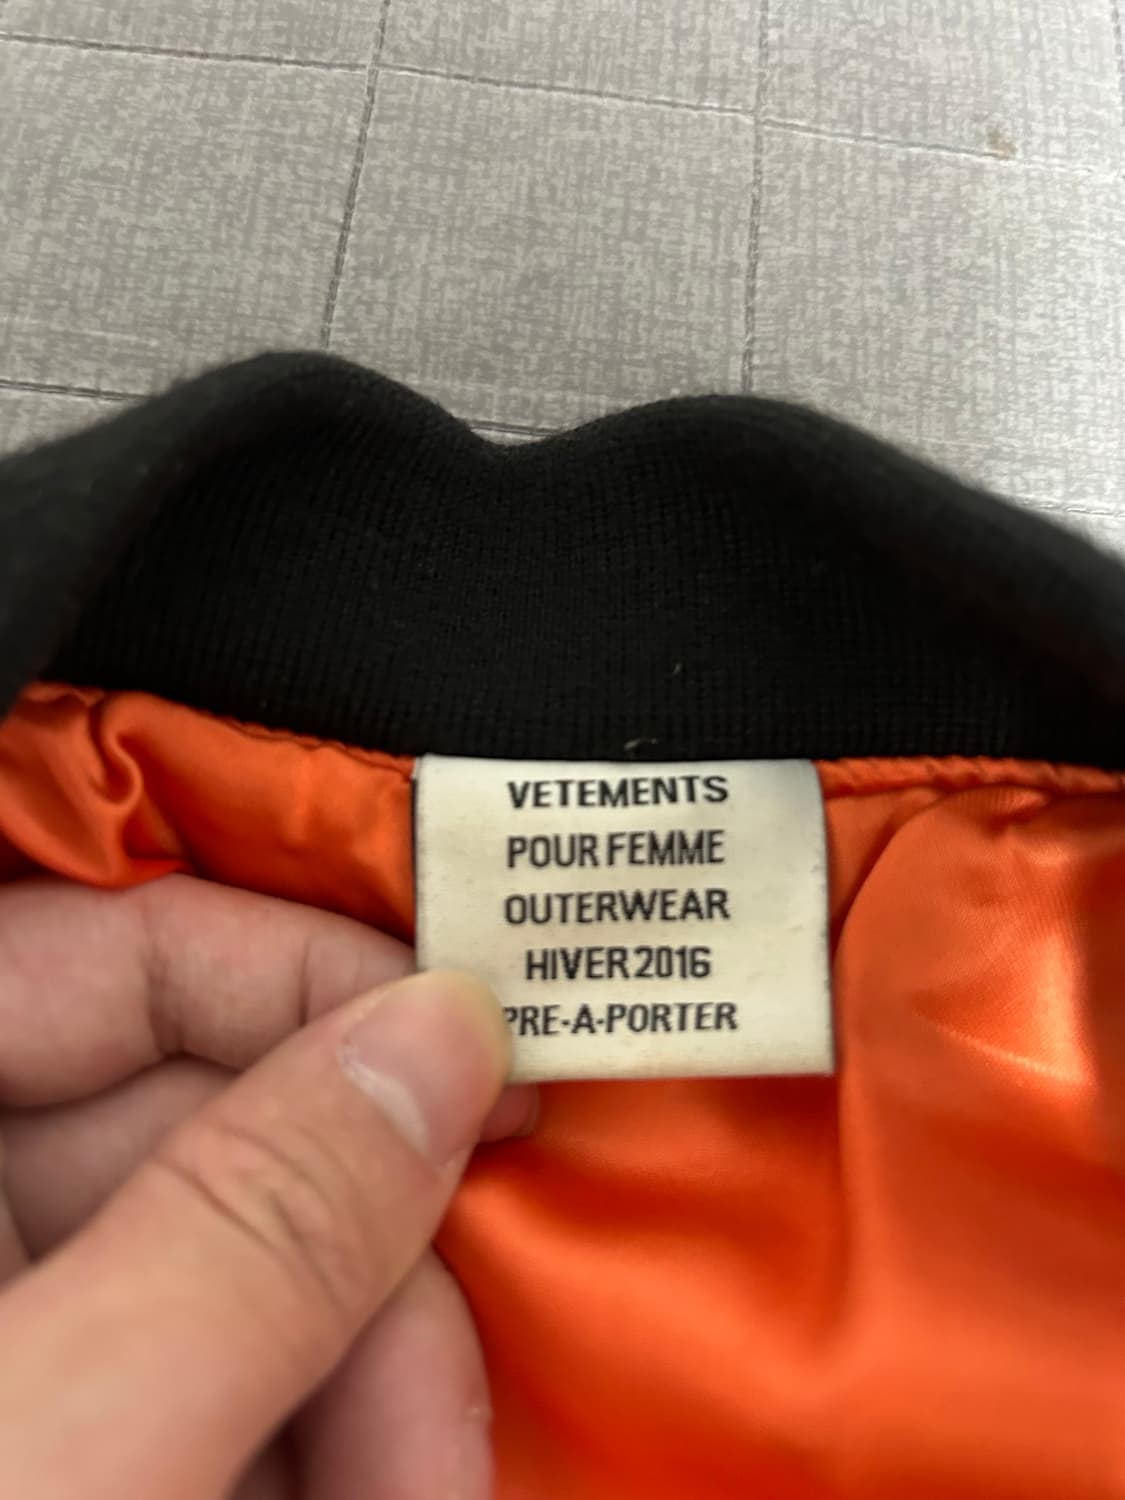 VETEMENTS
POUR FEMME
OUTERWEAR
HIVER 2016
PRE-A-PORTER